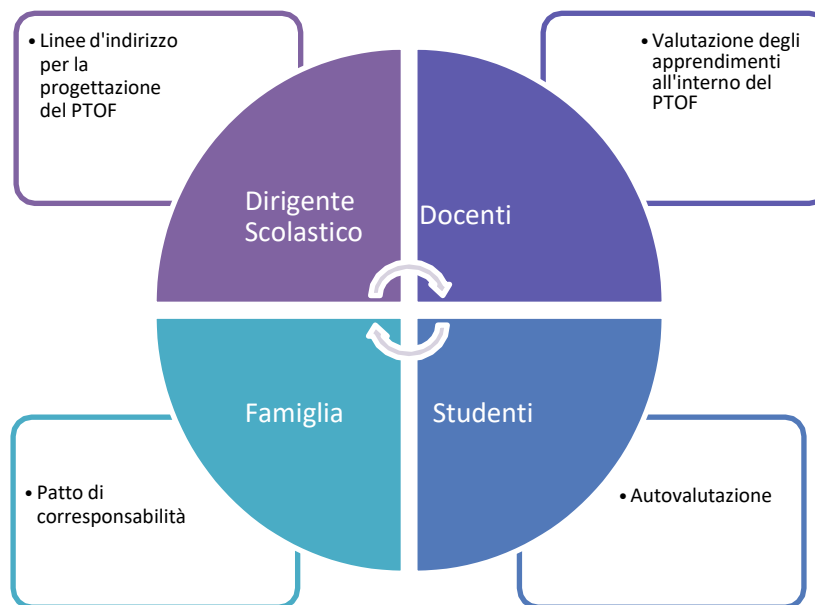 • Linee d'indirizzo
per la
progettazione
del PTOF
• Valutazione degli
apprendimenti
all'interno del
PTOF
Dirigente
Scolastico
Docenti
Famiglia
Studenti
• Patto di
corresponsabilità
• Autovalutazione